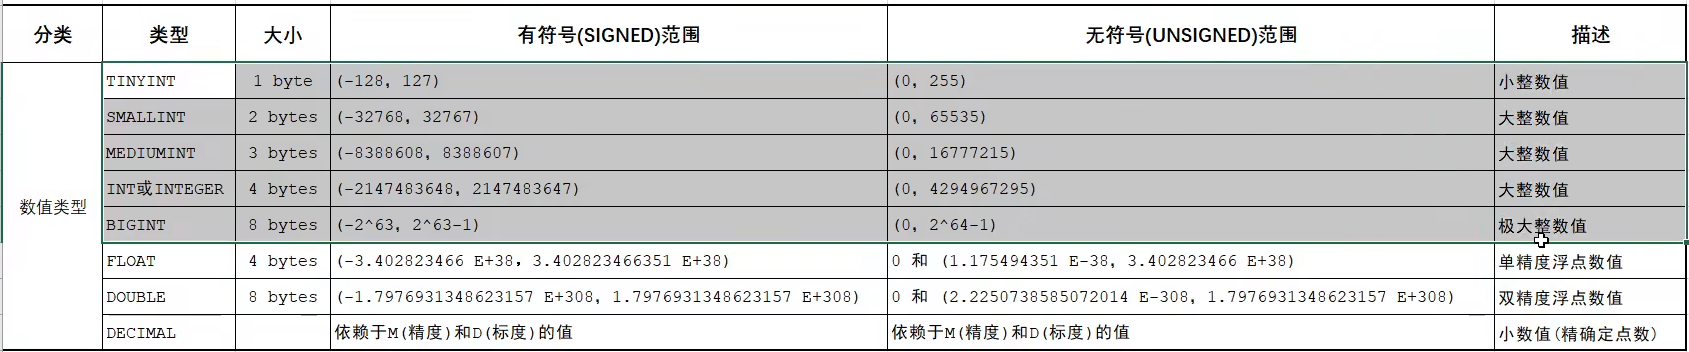 分类 类型 大小 有符号(SIGNED)范围 无符号(UNSIGNED)范围 描述
TINYINT 1 byte (-128, 127) (0, 255) 小整数值
SMALLINT 2 bytes (-32768, 32767) (0, 65535) 大整数值
MEDIUMINT 3 bytes (-8388608, 8388607) (0, 16777215) 大整数值
INT或INTEGER 4 bytes (-2147483648, 2147483647) (0, 4294967295) 大整数值
数值类型
BIGINT 8 bytes (-2^63, 2^63-1) (0, 2^64-1) 极大整数值
FLOAT 4 bytes (-3.402823466 E+38, 3.402823466351 E+38) 0 和 (1.175494351 E-38, 3.402823466 E+38) 单精度浮点数值
DOUBLE 8 bytes (-1.7976931348623157 E+308, 1.7976931348623157 E+308) 0 和 (2.2250738585072014 E-308, 1.7976931348623157 E+308) 双精度浮点数值
DECIMAL 依赖于M(精度)和D(标度)的值 依赖于M(精度)和D(标度)的值 小数值(精确定点数)